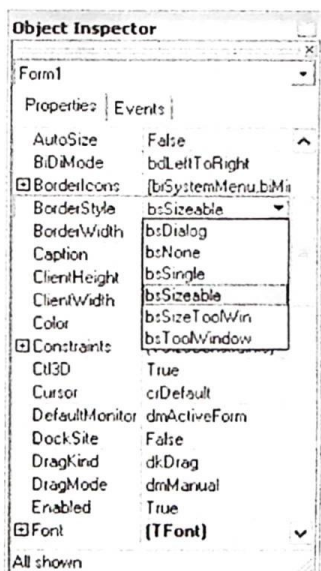 Object Inspector
Form1
Properties Events
AutoSize False
BiDiMode bdLeftToRight
BorderIcons [biSystemMenu,biMi
BorderStyle bsSizeable
BorderWidth bsDialog
Caption bsNone
ClientHeight bsSingle
ClientWidth bsSizeable
Color bsSizeToolWin
Constraints bsToolWindow
Ctl3D True
Cursor crDefault
DefaultMonitor dmActiveForm
DockSite False
DragKind dkDrag
DragMode dmManual
Enabled True
Font (TFont)
All shown